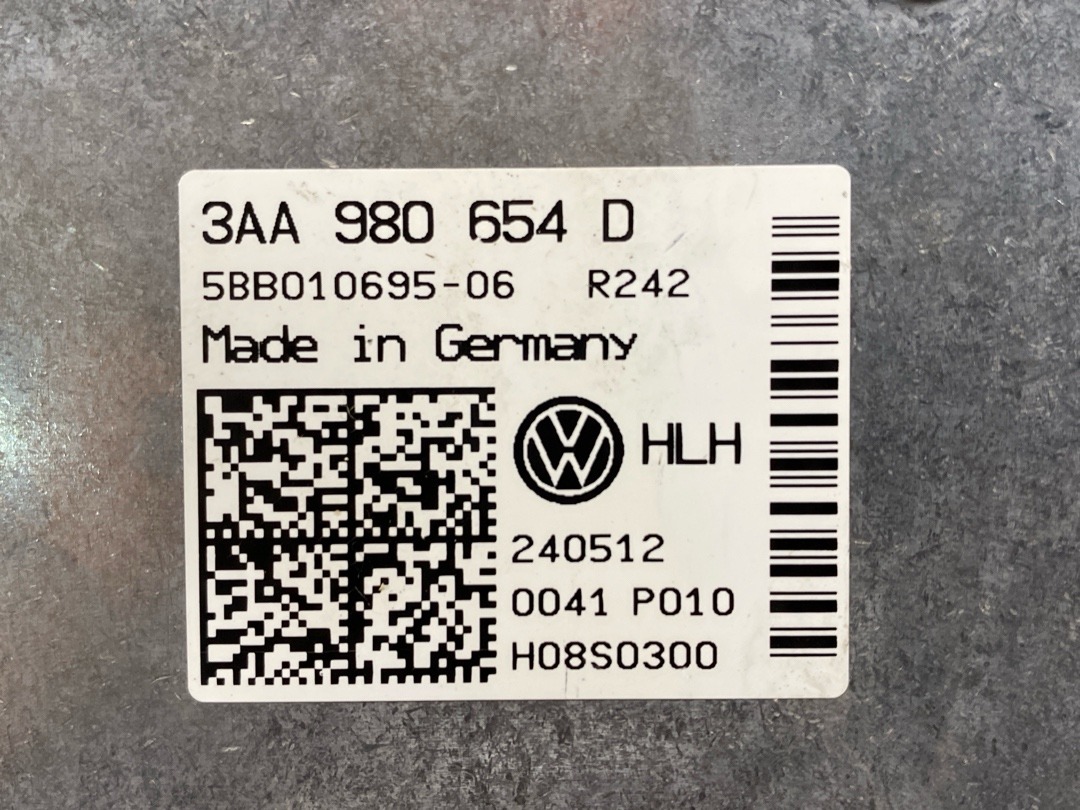 3AA 980 654 D
5BB010695-06 R242
Made in Germany
HLH
240512
0041 P010
H08S0300